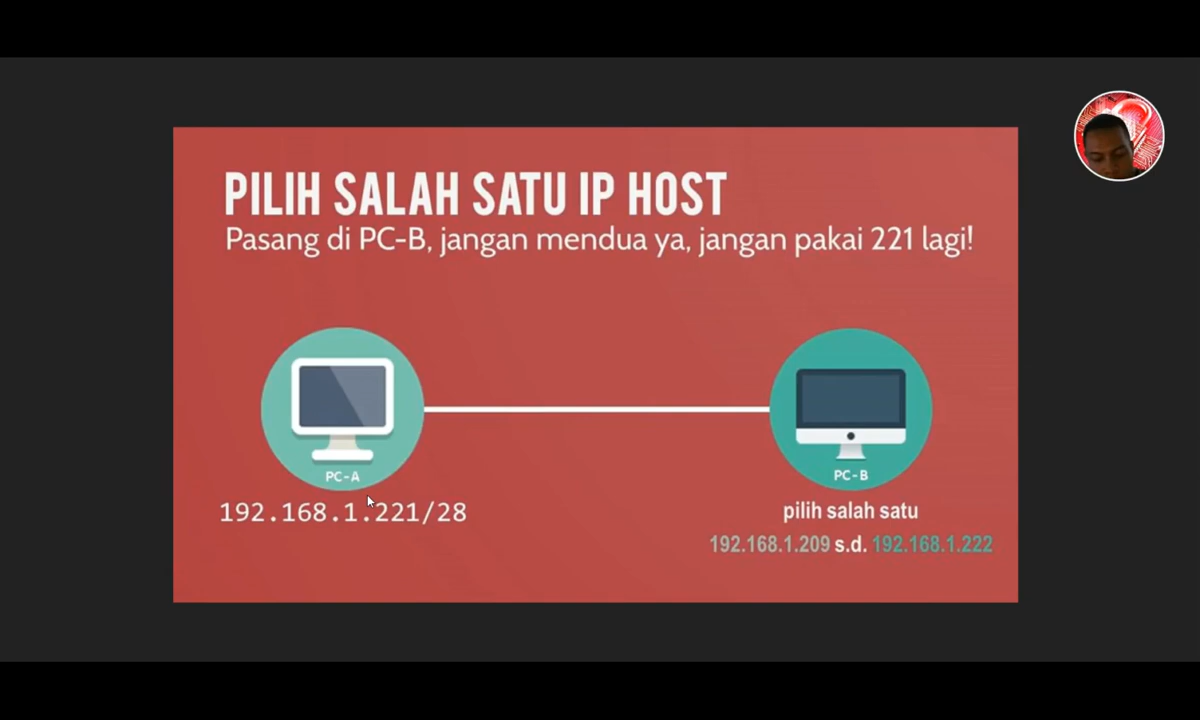 PILIH SALAH SATU IP HOST
Pasang di PC-B, jangan mendua ya, jangan pakai 221 lagi!
PC-A
192.168.1.221/28
PC-B
pilih salah satu
192.168.1.209 s.d. 192.168.1.222